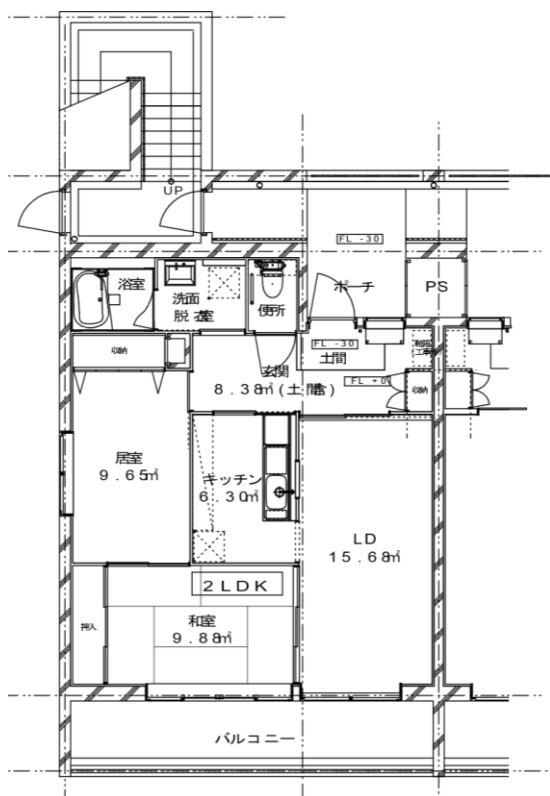 UP
FL -30
浴室
洗面
脱衣室
便所
ポーチ
PS
収納
FL -30
土間
玄関
8.38㎡(土間含)
FL +0
収納
居室
9.65㎡
キッチン
6.30㎡
LD
15.68㎡
2LDK
押入
和室
9.88㎡
バルコニー